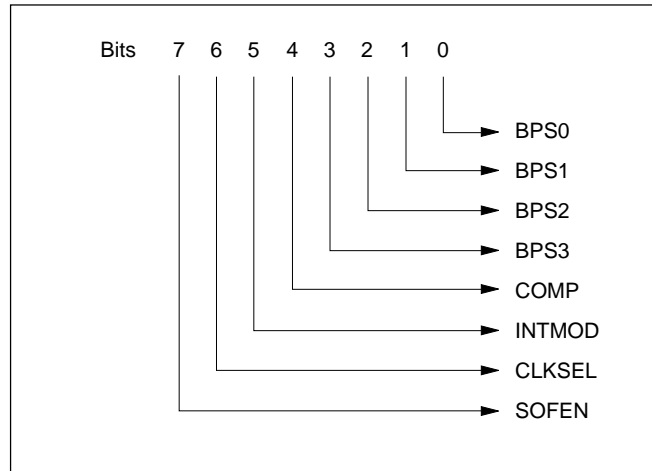 Bits 7 6 5 4 3 2 1 0
BPS0
BPS1
BPS2
BPS3
COMP
INTMOD
CLKSEL
SOFEN